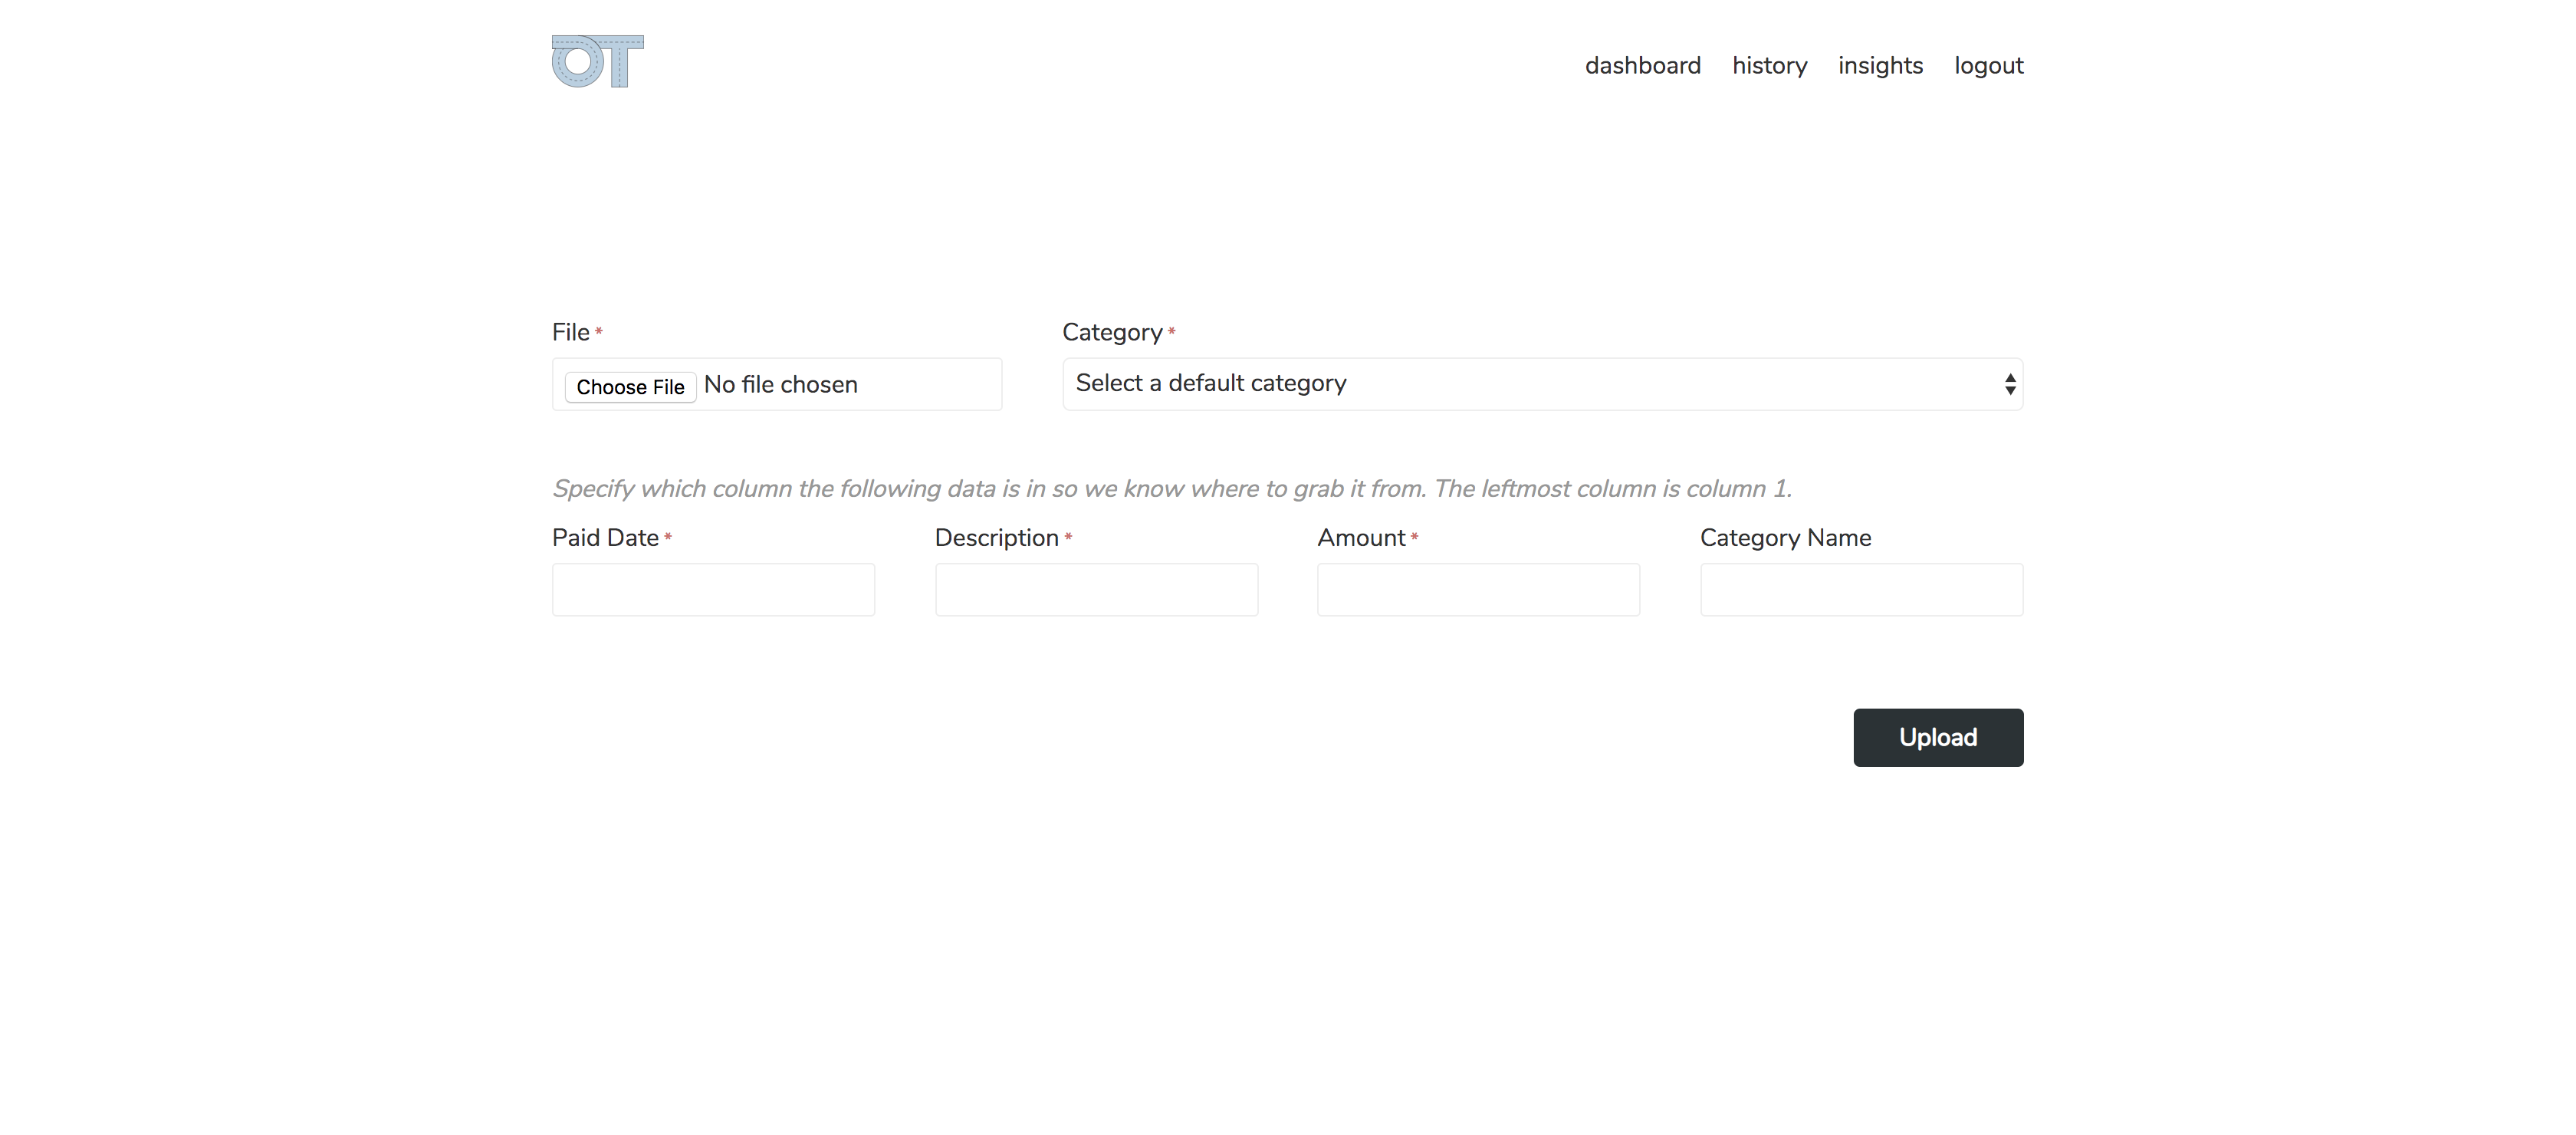 OT
dashboard history insights logout
File *
Category *
Choose File No file chosen
Select a default category
Specify which column the following data is in so we know where to grab it from. The leftmost column is column 1.
Paid Date * Description * Amount * Category Name
Upload